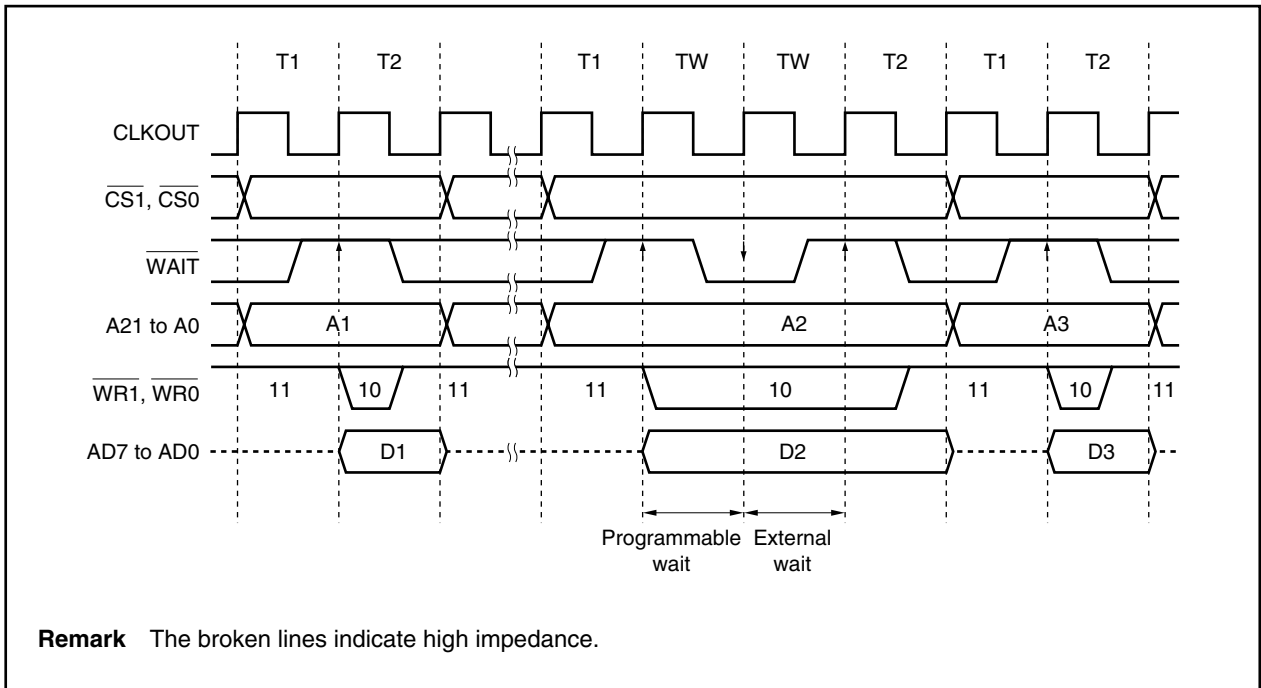 T1 T2 T1 TW TW T2 T1 T2
CLKOUT
CS1, CS0
WAIT
A21 to A0 A1 A2 A3
WR1, WR0 11 10 11 11 10 11 10 11
AD7 to AD0 D1 D2 D3
Programmable wait
External wait
Remark The broken lines indicate high impedance.